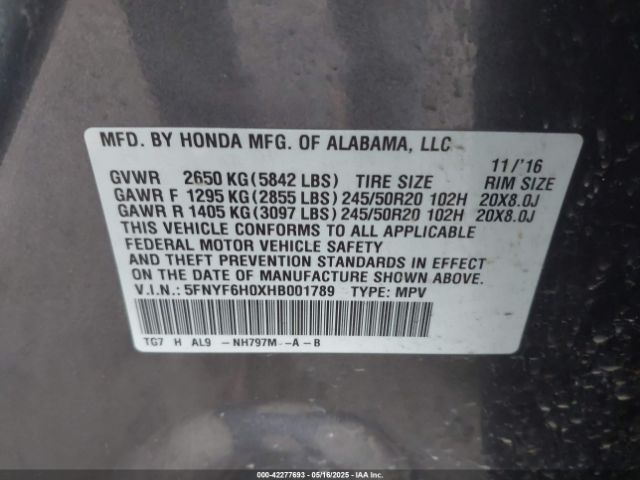 MFD. BY HONDA MFG. OF ALABAMA, LLC
11/'16
GVWR 2650 KG(5842 LBS) TIRE SIZE RIM SIZE
GAWR F 1295 KG(2855 LBS) 245/50R20 102H 20X8.0J
GAWR R 1405 KG(3097 LBS) 245/50R20 102H 20X8.0J
THIS VEHICLE CONFORMS TO ALL APPLICABLE
FEDERAL MOTOR VEHICLE SAFETY
AND THEFT PREVENTION STANDARDS IN EFFECT
ON THE DATE OF MANUFACTURE SHOWN ABOVE.
V.I.N.: 5FNYF6H0XHB001789 TYPE: MPV
TG7 H AL9 -NH797M--A-B
000-42277693 - 05/16/2025 - IAA Inc.